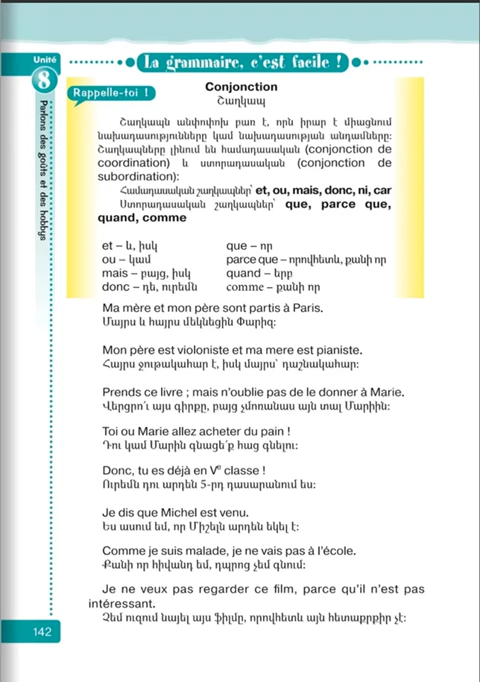 Unité
8
Parlons des goûts et des hobbys
La grammaire, c'est facile !
Rappelle-toi !
Conjonction
Շաղկապ
Շաղկապն անփոփոխ բառ է, որն իրար է միացնում
նախադասությունները կամ նախադասության անդամները:
Շաղկապները լինում են համադասական (conjonction de
coordination) և ստորադասական (conjonction de
subordination):
Համադասական շաղկապներ՝ et, ou, mais, donc, ni, car
Ստորադասական շաղկապներ՝ que, parce que,
quand, comme
et – և, իսկ
que – որ
ou – կամ
parce que – որովհետև, քանի որ
mais – բայց, իսկ
quand – երբ
donc – դե, ուրեմն
comme – քանի որ
Ma mère et mon père sont partis à Paris.
Մայրս և հայրս մեկնեցին Փարիզ:
Mon père est violoniste et ma mere est pianiste.
Հայրս ջութակահար է, իսկ մայրս՝ դաշնակահար:
Prends ce livre ; mais n'oublie pas de le donner à Marie.
Վերցրո՛ւ այս գիրքը, բայց չմոռանաս այն տալ Մարիին:
Toi ou Marie allez acheter du pain !
Դու կամ Մարին գնացե՛ք հաց գնելու:
Donc, tu es déjà en Ve classe !
Ուրեմն դու արդեն 5-րդ դասարանում ես:
Je dis que Michel est venu.
Ես ասում եմ, որ Միշելն արդեն եկել է:
Comme je suis malade, je ne vais pas à l'école.
Քանի որ հիվանդ եմ, դպրոց չեմ գնում:
Je ne veux pas regarder ce film, parce qu'il n'est pas
intéressant.
Չեմ ուզում նայել այս ֆիլմը, որովհետև այն հետաքրքիր չէ:
142